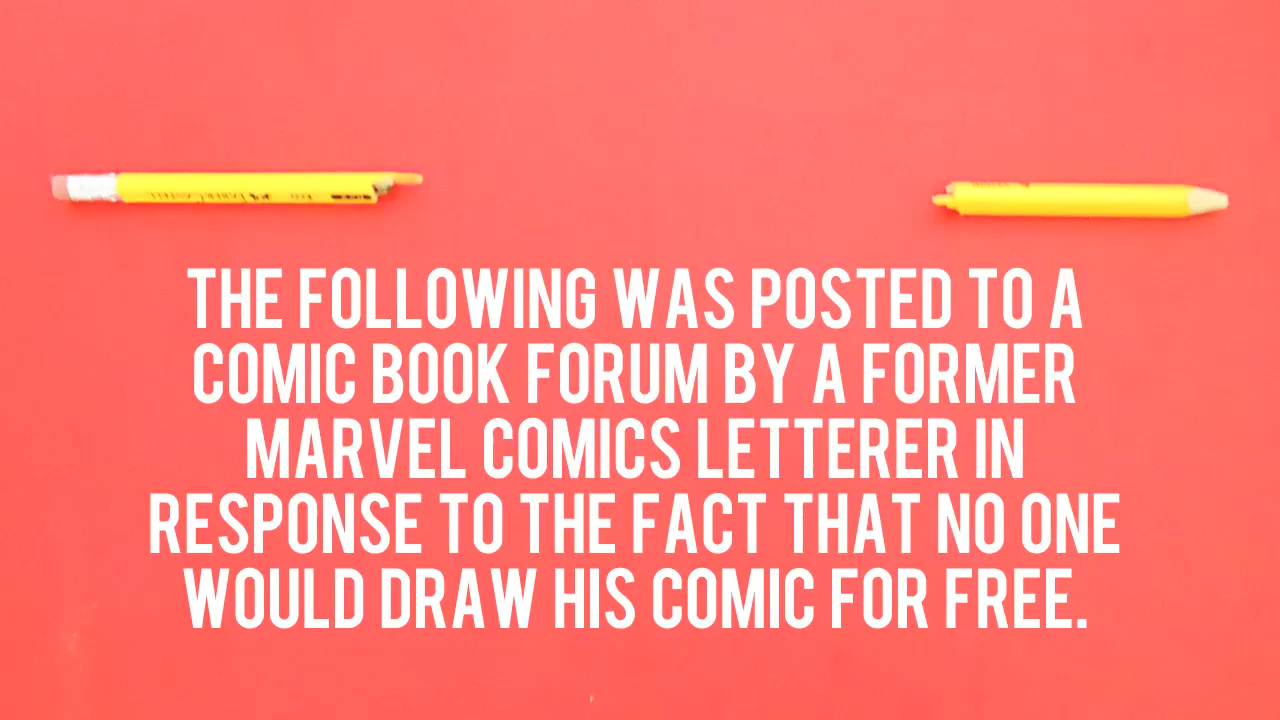 THE FOLLOWING WAS POSTED TO A
COMIC BOOK FORUM BY A FORMER
MARVEL COMICS LETTERER IN
RESPONSE TO THE FACT THAT NO ONE
WOULD DRAW HIS COMIC FOR FREE.